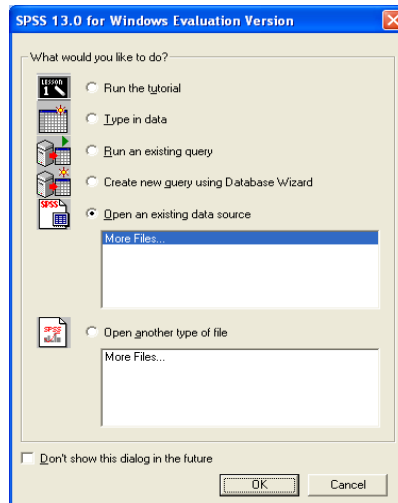 SPSS 13.0 for Windows Evaluation Version
What would you like to do?
LESSON
1
Run the tutorial
Type in data
Run an existing query
Create new query using Database Wizard
SPSS
Open an existing data source
More Files...
SPSS
Open another type of file
More Files...
Don't show this dialog in the future
OK Cancel